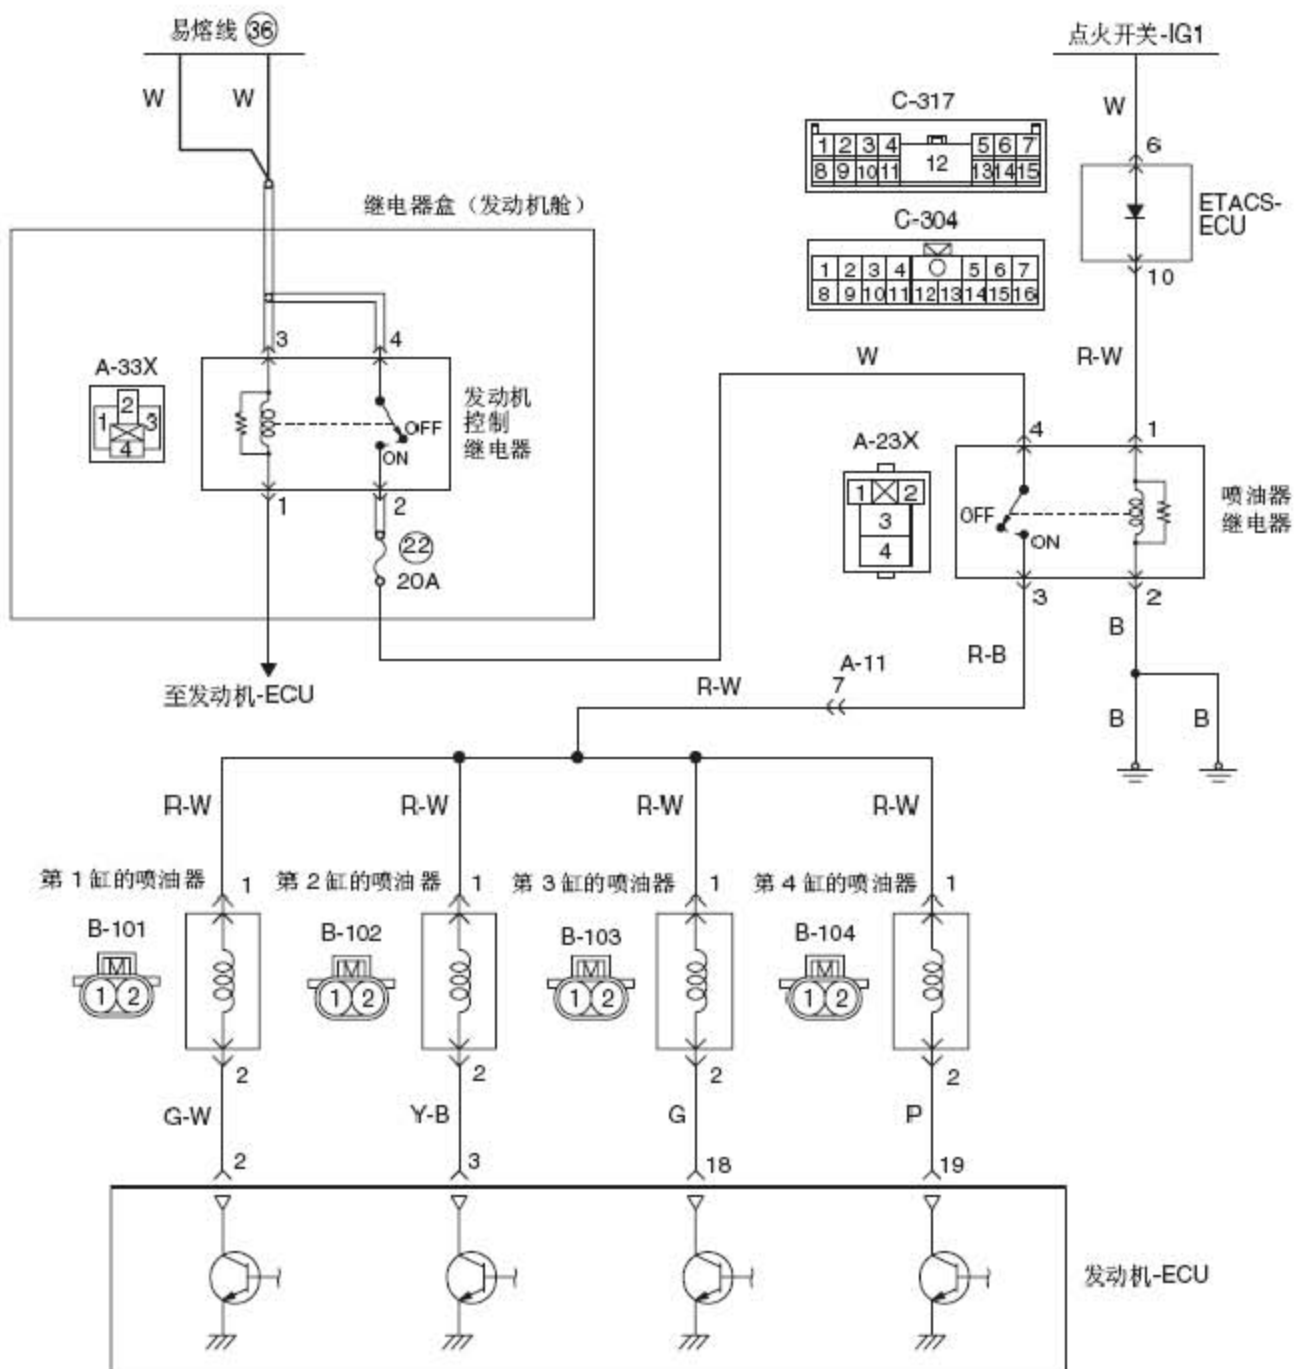 易熔线 36
点火开关-IG1
W W
W
C-317
1 2 3 4 5 6 7
12
8 9 10 11 13 14 15
6
ETACS-
ECU
继电器盒（发动机舱）
C-304
1 2 3 4 5 6 7
8 9 10 11 12 13 14 15 16
10
3 4
W
R-W
A-33X
2
1 3
4
发动机
控制
继电器
OFF
ON
A-23X
1 2
3
4
4 1
OFF
ON
喷油器
继电器
1 2
22
20A
3 2
B
R-B
A-11
7
R-W
至发动机-ECU
B B
R-W R-W R-W R-W
第 1 缸的喷油器 1
第 2 缸的喷油器 1
第 3 缸的喷油器 1
第 4 缸的喷油器 1
B-101 B-102 B-103 B-104
M M M M
1 2 1 2 1 2 1 2
2 2 2 2
G-W Y-B G P
2 3 18 19
发动机-ECU